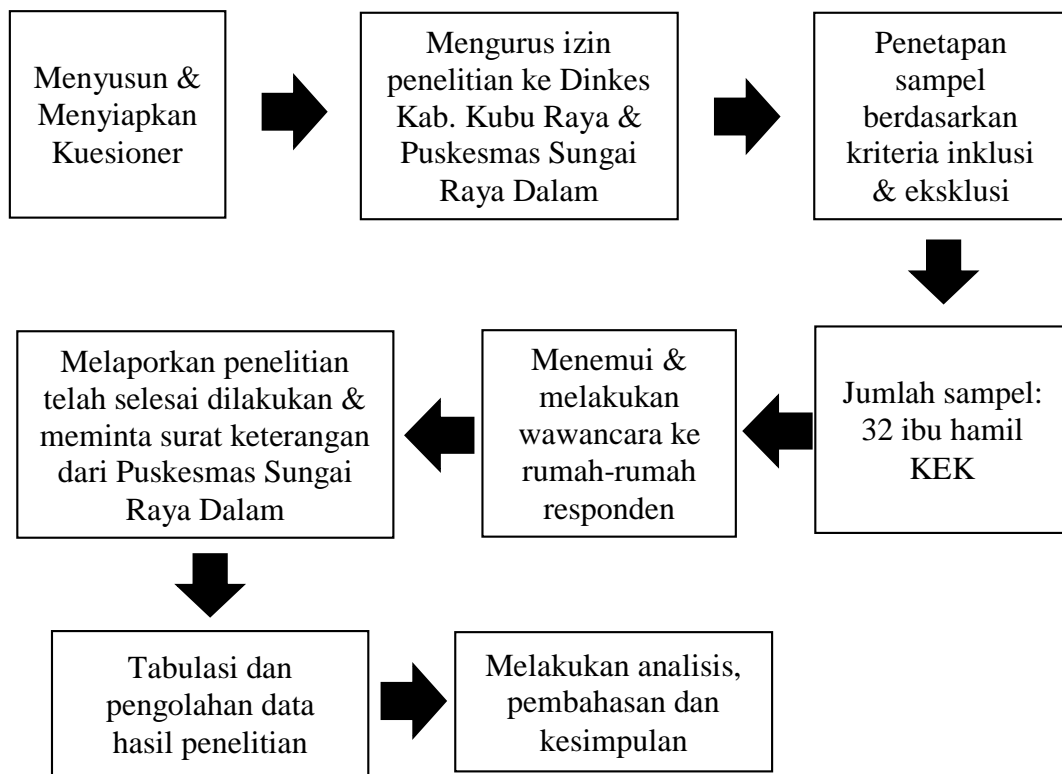 Menyusun &
Menyiapkan
Kuesioner
Mengurus izin
penelitian ke Dinkes
Kab. Kubu Raya &
Puskesmas Sungai
Raya Dalam
Penetapan
sampel
berdasarkan
kriteria inklusi
& eksklusi
Jumlah sampel:
32 ibu hamil
KEK
Menemui &
melakukan
wawancara ke
rumah-rumah
responden
Melaporkan penelitian
telah selesai dilakukan &
meminta surat keterangan
dari Puskesmas Sungai
Raya Dalam
Tabulasi dan
pengolahan data
hasil penelitian
Melakukan analisis,
pembahasan dan
kesimpulan